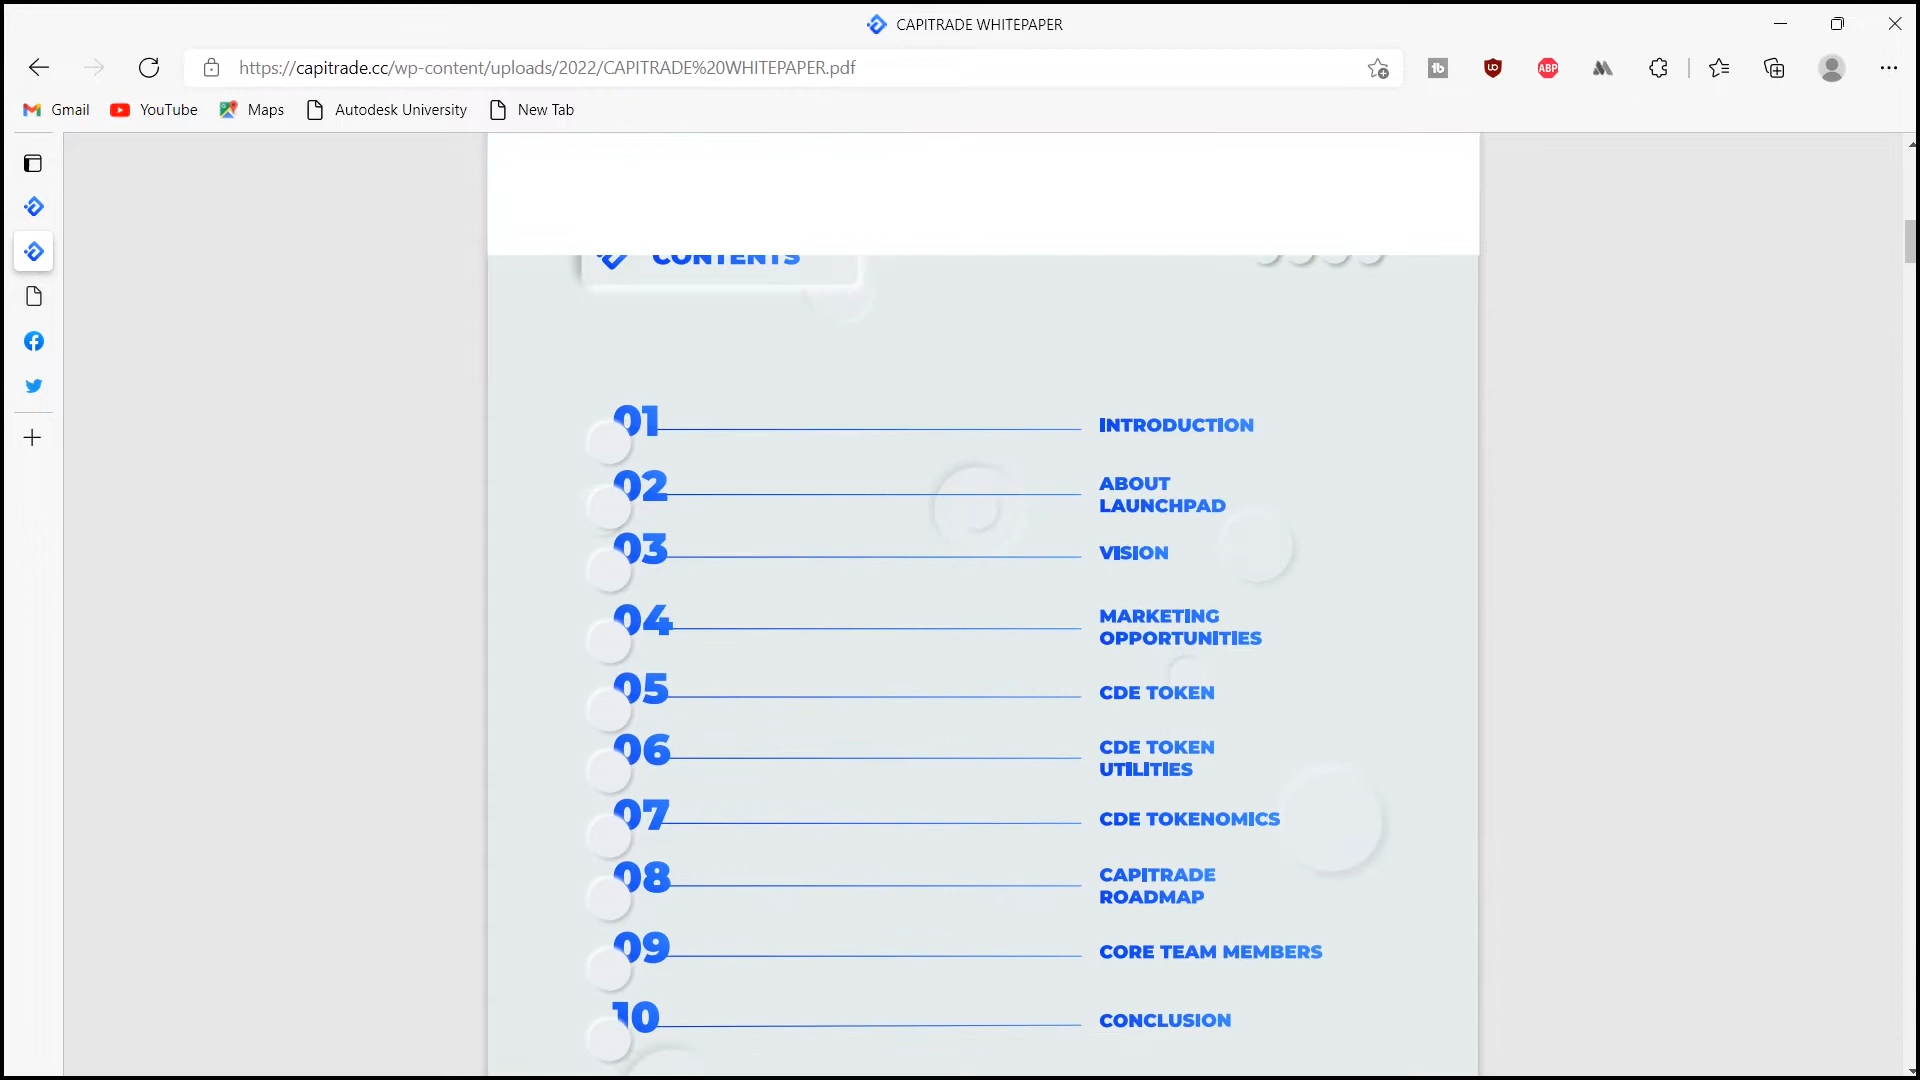 CAPITRADE WHITEPAPER
https://capitrade.cc/wp-content/uploads/2022/CAPITRADE%20WHITEPAPER.pdf
Gmail YouTube Maps Autodesk University New Tab
CONTENTS
01 INTRODUCTION
02 ABOUT
LAUNCHPAD
03 VISION
04 MARKETING
OPPORTUNITIES
05 CDE TOKEN
06 CDE TOKEN
UTILITIES
07 CDE TOKENOMICS
08 CAPITRADE
ROADMAP
09 CORE TEAM MEMBERS
10 CONCLUSION